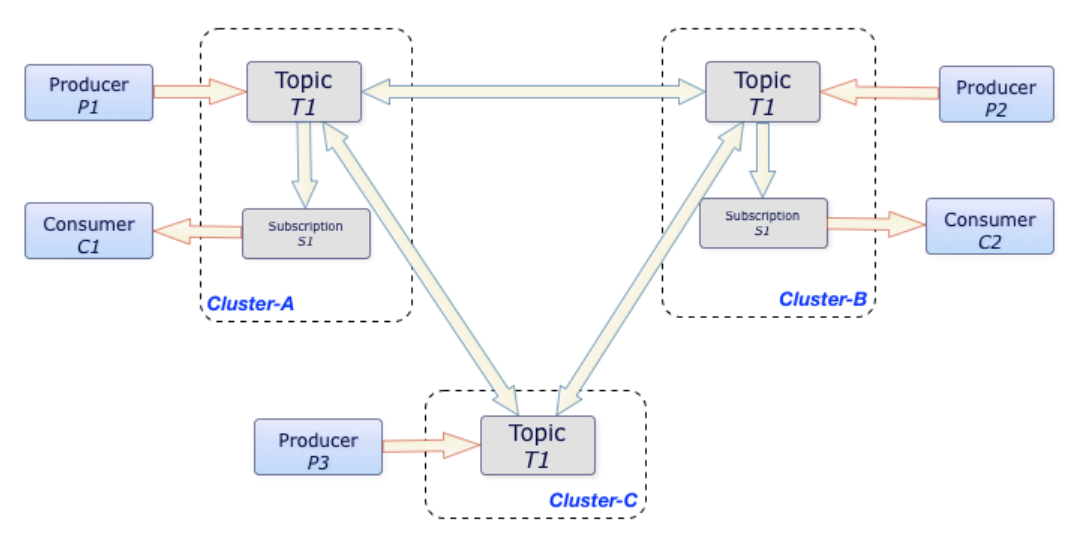 Producer
P1
Topic
T1
Topic
T1
Producer
P2
Consumer
C1
Subscription
S1
Subscription
S1
Consumer
C2
Cluster-A
Cluster-B
Producer
P3
Topic
T1
Cluster-C